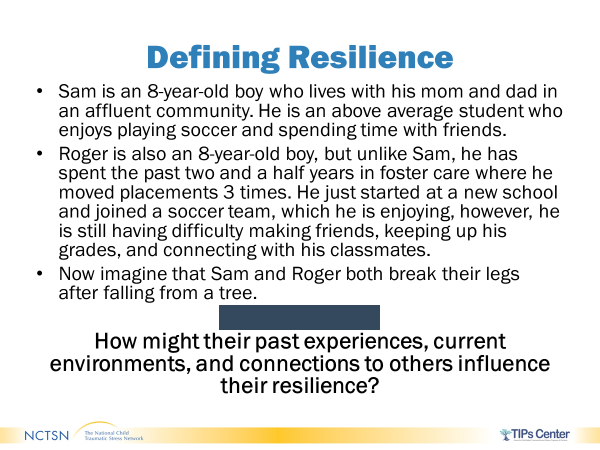 Defining Resilience
• Sam is an 8-year-old boy who lives with his mom and dad in
an affluent community. He is an above average student who
enjoys playing soccer and spending time with friends.
• Roger is also an 8-year-old boy, but unlike Sam, he has
spent the past two and a half years in foster care where he
moved placements 3 times. He just started at a new school
and joined a soccer team, which he is enjoying, however, he
is still having difficulty making friends, keeping up his
grades, and connecting with his classmates.
• Now imagine that Sam and Roger both break their legs
after falling from a tree.
How might their past experiences, current
environments, and connections to others influence
their resilience?
NCTSN
The National Child
Traumatic Stress Network
TIPs Center